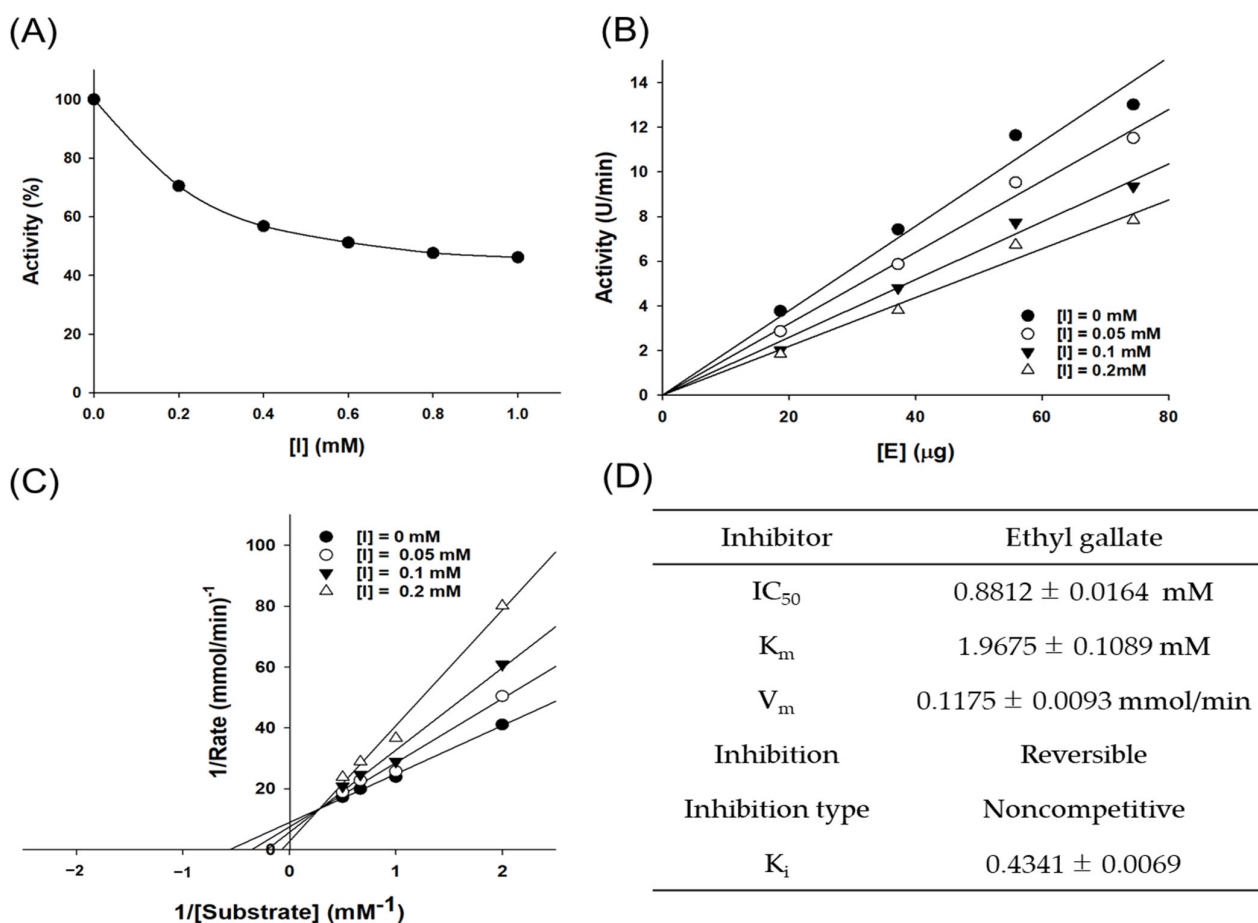 (A)
Activity (%)
100
80
60
40
20
0
0.0 0.2 0.4 0.6 0.8 1.0
[I] (mM)
(B)
Activity (U/min)
14
12
10
8
6
4
2
0
[I] = 0 mM
[I] = 0.05 mM
[I] = 0.1 mM
[I] = 0.2mM
0 20 40 60 80
[E] (μg)
(C)
1/Rate (mmol/min)⁻¹
100
80
60
40
20
0
[I] = 0 mM
[I] = 0.05 mM
[I] = 0.1 mM
[I] = 0.2 mM
−2 −1 0 1 2
1/[Substrate] (mM⁻¹)
(D)
Inhibitor Ethyl gallate
IC₅₀ 0.8812 ± 0.0164 mM
Kₘ 1.9675 ± 0.1089 mM
Vₘ 0.1175 ± 0.0093 mmol/min
Inhibition Reversible
Inhibition type Noncompetitive
Kᵢ 0.4341 ± 0.0069